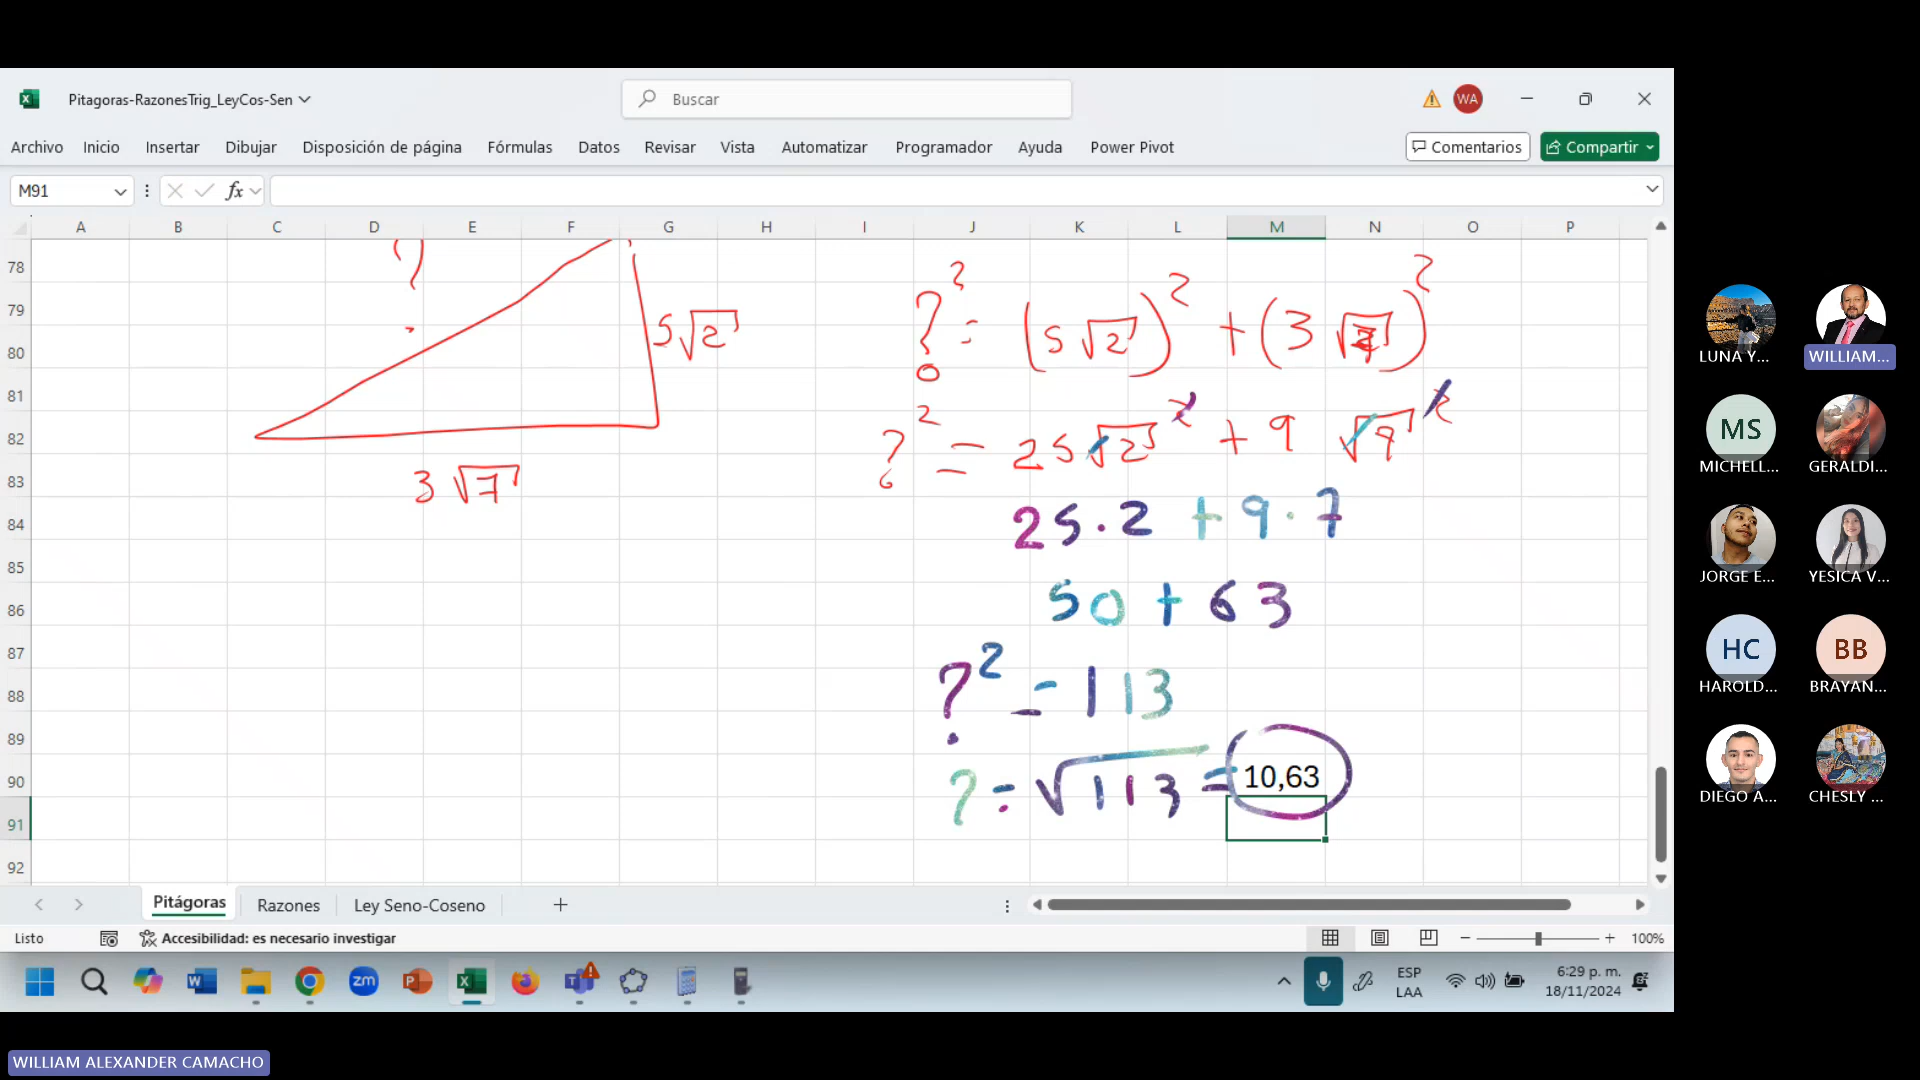 Pitagoras-RazonesTrig_LeyCos-Sen
Buscar
WA
Archivo Inicio Insertar Dibujar Disposición de página Fórmulas Datos Revisar Vista Automatizar Programador Ayuda Power Pivot
Comentarios Compartir
M91 fx
A B C D E F G H I J K L M N O P
78
79
80
81
82
83
84
85
86
87
88
89
90
91
92
?
5√2
3√7
?² = (5√2)² + (3√7)²
?² = 25√2² + 9√7²
25·2 + 9·7
50 + 63
?² = 113
? = √113 = 10,63
Pitágoras Razones Ley Seno-Coseno
Listo Accesibilidad: es necesario investigar 100%
zm
ESP
LAA
6:29 p. m.
18/11/2024
LUNA Y... WILLIAM...
MS
MICHELL... GERALDI...
JORGE E... YESICA V...
HC BB
HAROLD... BRAYAN...
DIEGO A... CHESLY ...
WILLIAM ALEXANDER CAMACHO